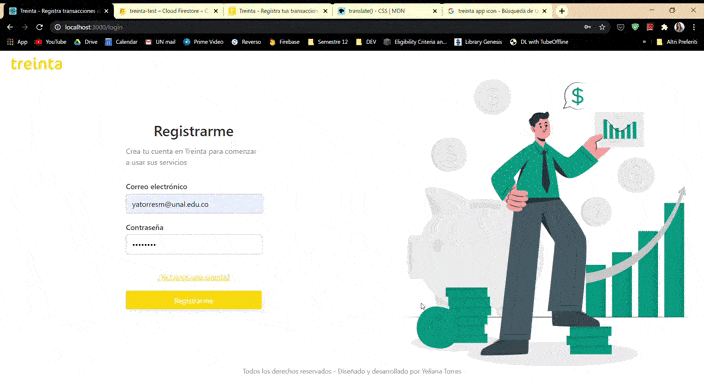 Treinta - Registra transacciones
treinta-test - Cloud Firestore - C
Treinta - Registra tus transaccion
translate() - CSS | MDN
treinta app icon - Búsqueda de
localhost:3000/login
App
YouTube
Drive
Calendar
UN mail
Prime Video
Reverso
Firebase
Semestre 12
DEV
Eligibility Criteria an...
Library Genesis
DL with TubeOffline
»
Altri Preferiti
treinta
Registrarme
Crea tu cuenta en Treinta para comenzar
a usar sus servicios
Correo electrónico
yatorresm@unal.edu.co
Contraseña
••••••••
¿Ya tienes una cuenta?
Registrarme
$
Todos los derechos reservados - Diseñado y desarrollado por Yeliana Torres